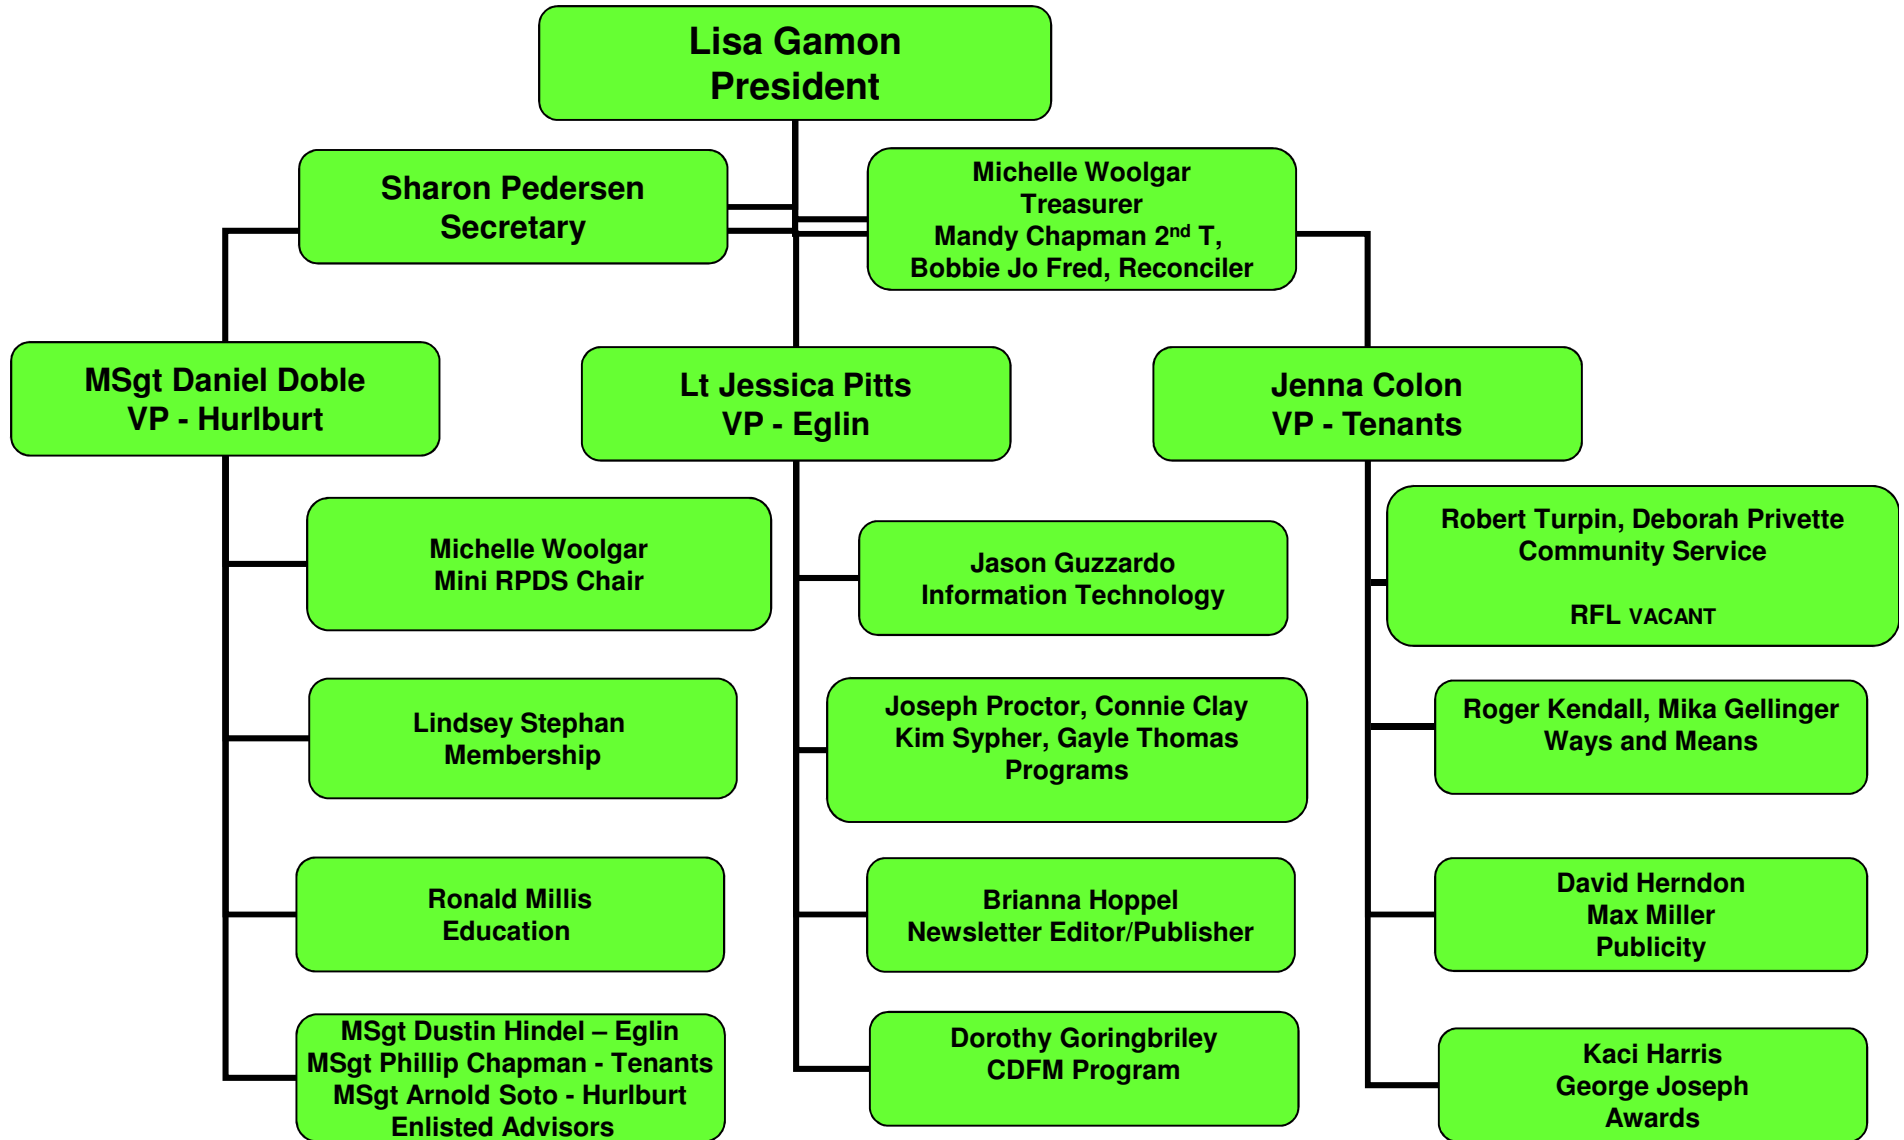 Lisa Gamon
President
Sharon Pedersen
Secretary
Michelle Woolgar
Treasurer
Mandy Chapman 2nd T,
Bobbie Jo Fred, Reconciler
MSgt Daniel Doble
VP - Hurlburt
Lt Jessica Pitts
VP - Eglin
Jenna Colon
VP - Tenants
Michelle Woolgar
Mini RPDS Chair
Lindsey Stephan
Membership
Ronald Millis
Education
MSgt Dustin Hindel – Eglin
MSgt Phillip Chapman - Tenants
MSgt Arnold Soto - Hurlburt
Enlisted Advisors
Jason Guzzardo
Information Technology
Joseph Proctor, Connie Clay
Kim Sypher, Gayle Thomas
Programs
Brianna Hoppel
Newsletter Editor/Publisher
Dorothy Goringbriley
CDFM Program
Robert Turpin, Deborah Privette
Community Service
RFL VACANT
Roger Kendall, Mika Gellinger
Ways and Means
David Herndon
Max Miller
Publicity
Kaci Harris
George Joseph
Awards